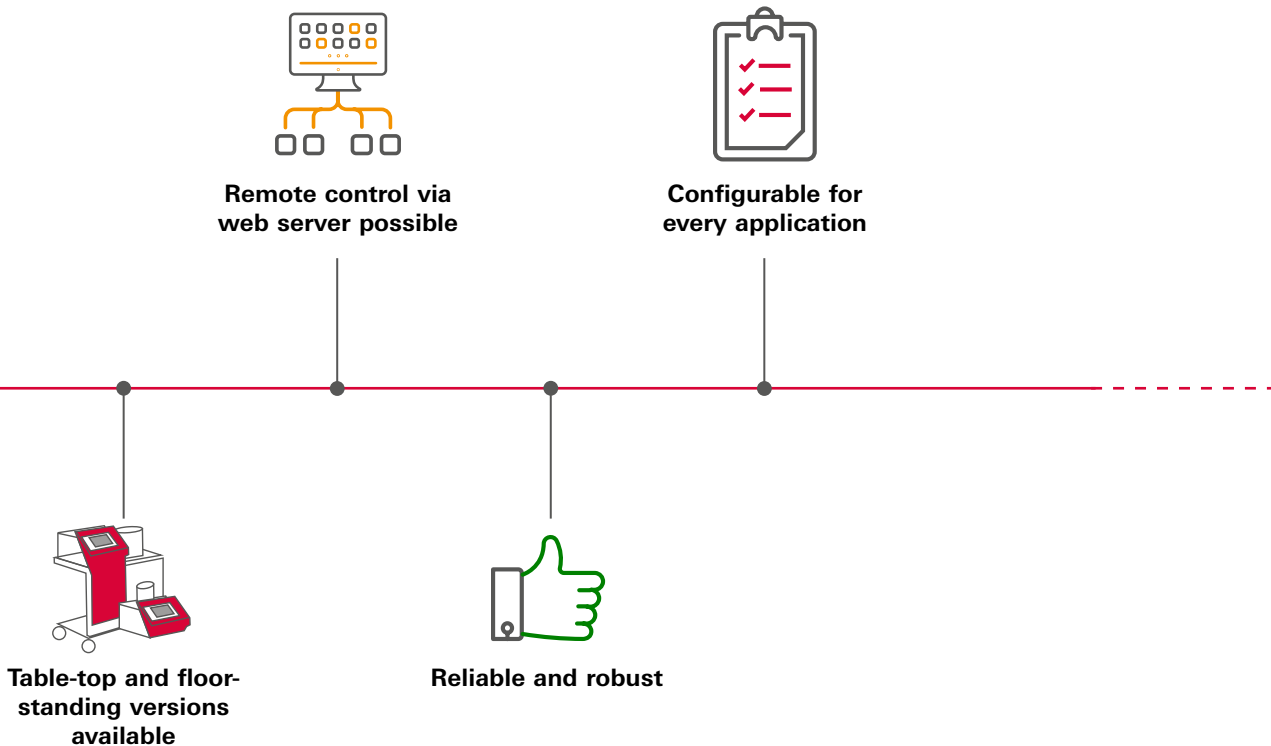 Remote control via
web server possible
Configurable for
every application
Table-top and floor-
standing versions
available
Reliable and robust